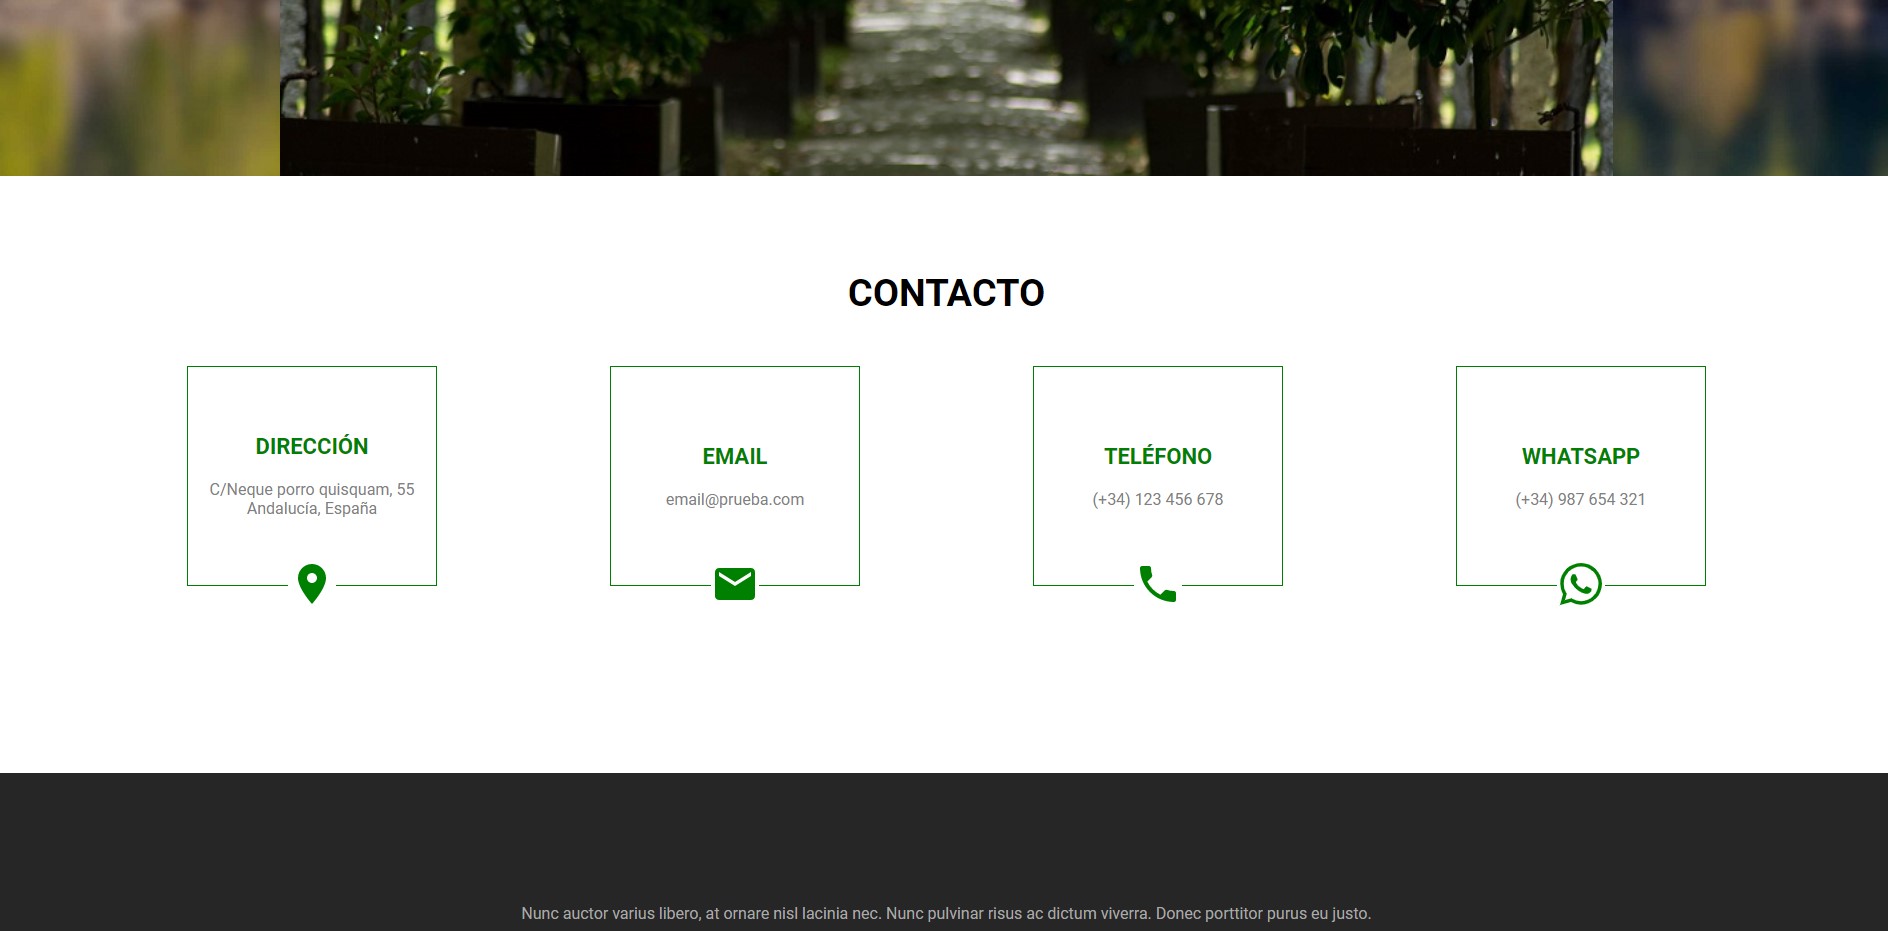 CONTACTO
DIRECCIÓN
C/Neque porro quisquam, 55
Andalucía, España
EMAIL
email@prueba.com
TELÉFONO
(+34) 123 456 678
WHATSAPP
(+34) 987 654 321
Nunc auctor varius libero, at ornare nisl lacinia nec. Nunc pulvinar risus ac dictum viverra. Donec porttitor purus eu justo.